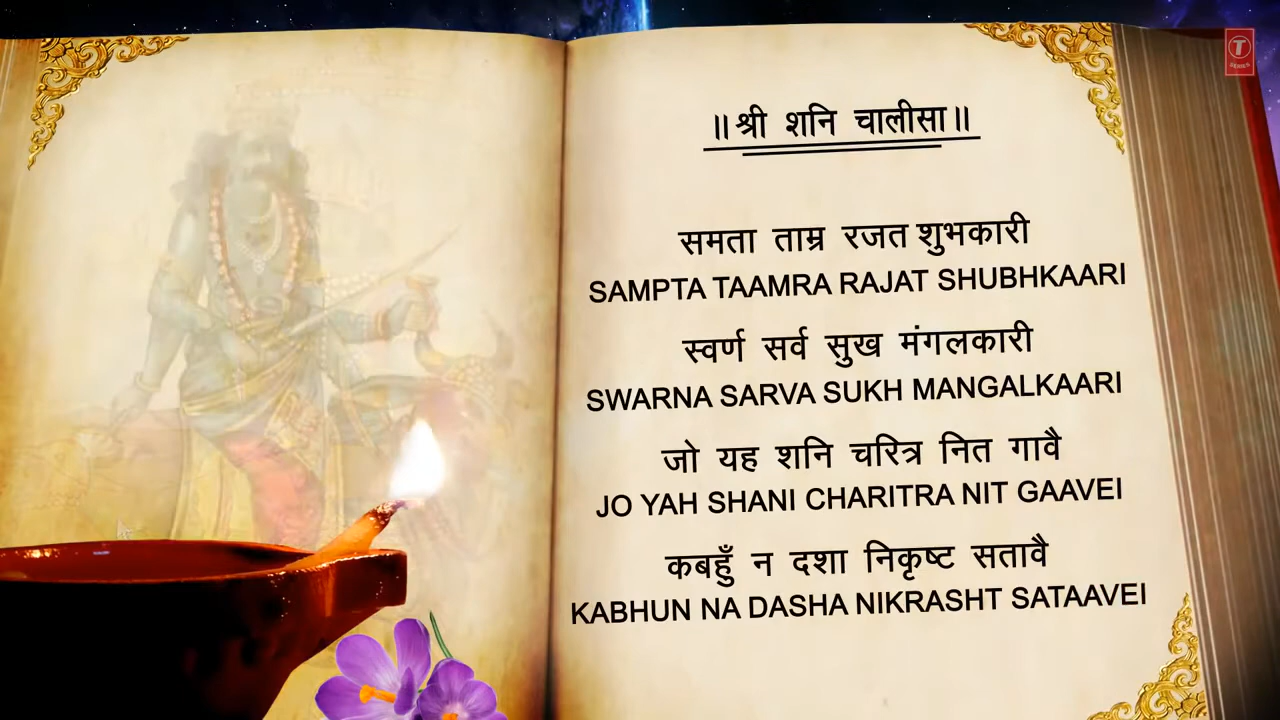 ॥श्री शनि चालीसा॥
समता ताम्र रजत शुभकारी
SAMPTA TAAMRA RAJAT SHUBHKAARI
स्वर्ण सर्व सुख मंगलकारी
SWARNA SARVA SUKH MANGALKAARI
जो यह शनि चरित्र नित गावै
JO YAH SHANI CHARITRA NIT GAAVEI
कबहुँ न दशा निकृष्ट सतावै
KABHUN NA DASHA NIKRASHT SATAAVEI
T
SERIES